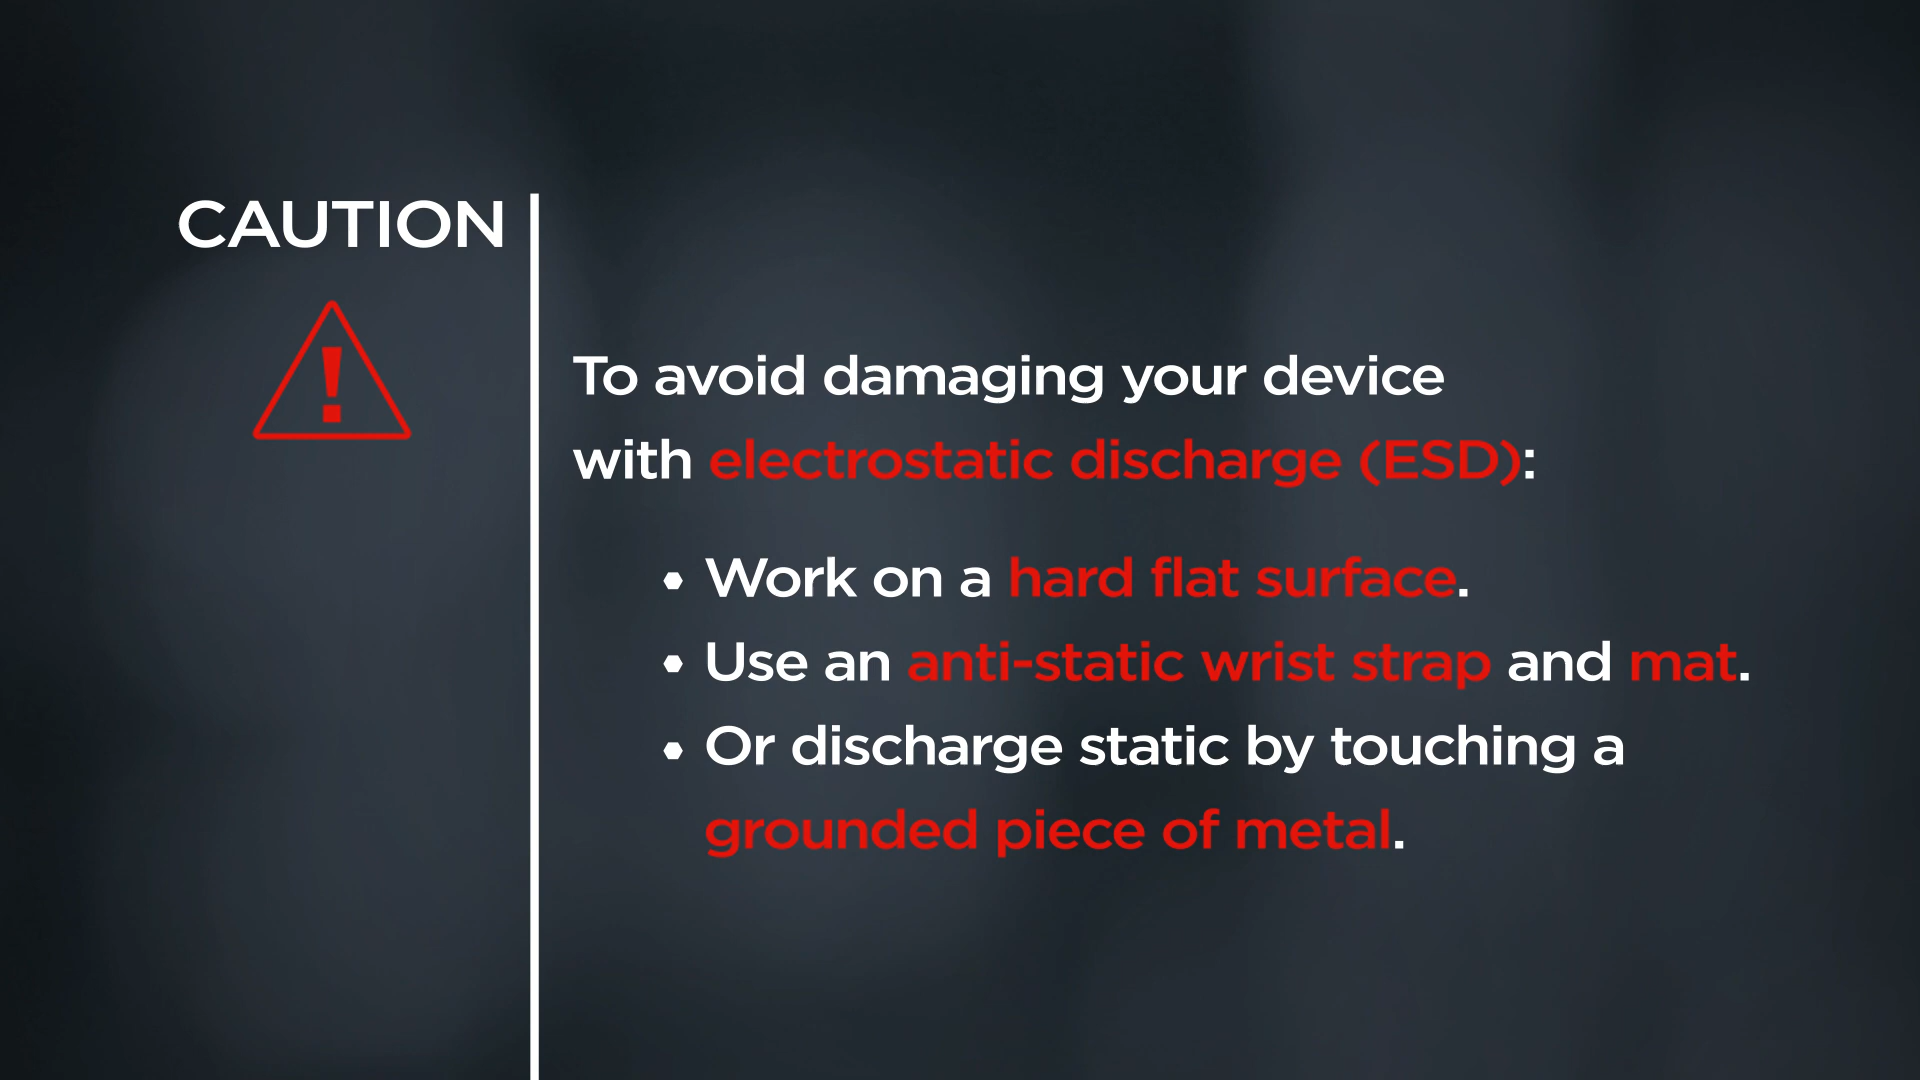 CAUTION
!
To avoid damaging your device
with electrostatic discharge (ESD):
• Work on a hard flat surface.
• Use an anti-static wrist strap and mat.
• Or discharge static by touching a
grounded piece of metal.